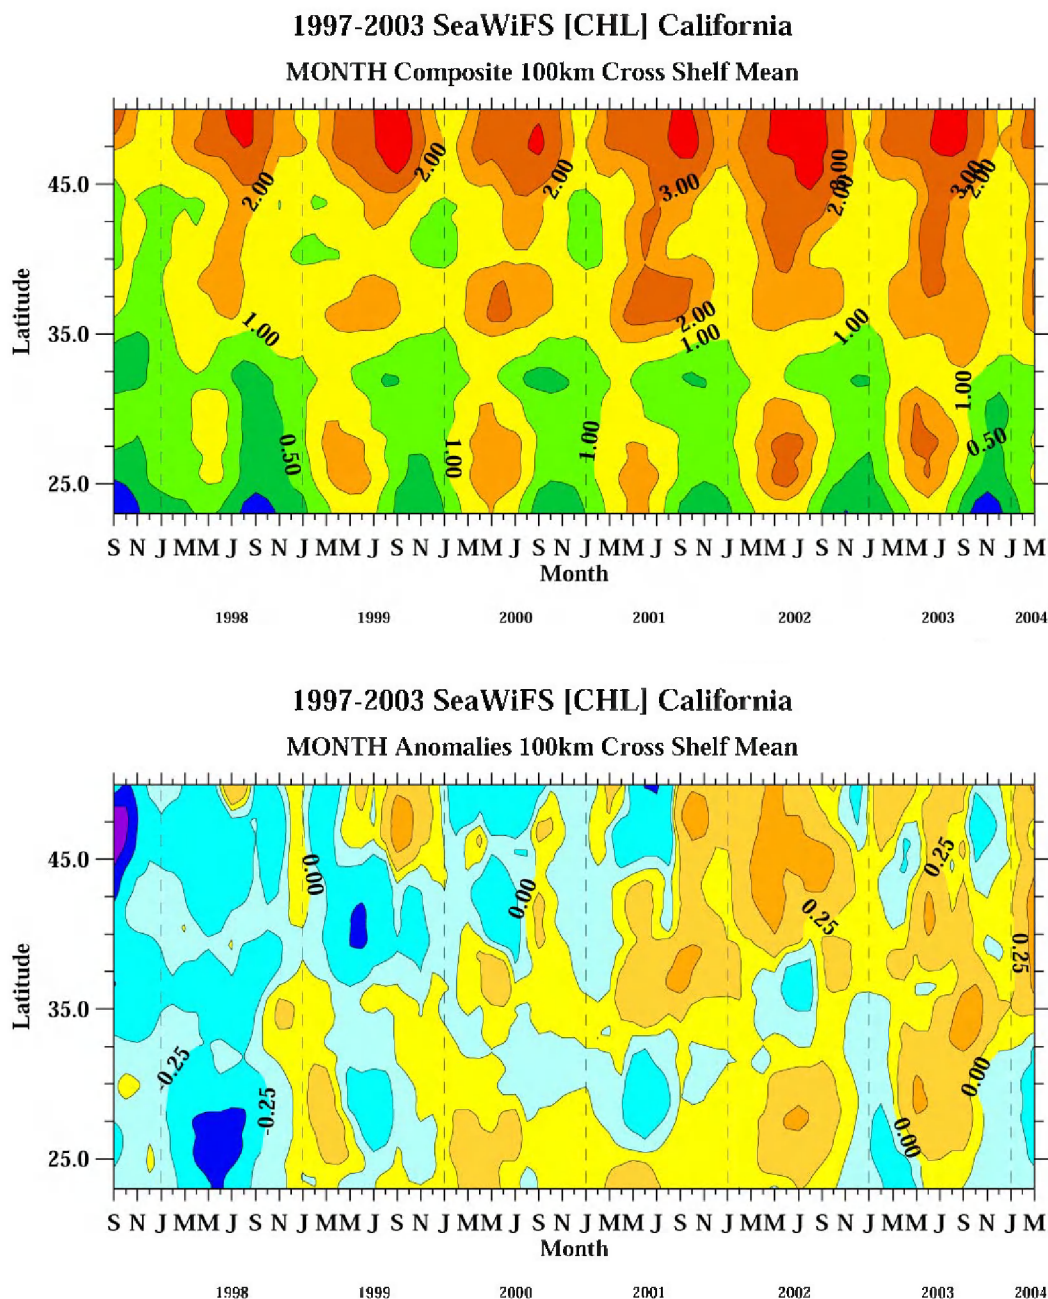 1997-2003 SeaWiFS [CHL] California
MONTH Composite 100km Cross Shelf Mean
45.0
35.0
25.0
Latitude
2.00
2.00
2.00
3.00
3.00
2.00
3.00
2.00
1.00
2.00
1.00
1.00
0.50
1.00
1.00
1.00
0.50
S N J M M J S N J M M J S N J M M J S N J M M J S N J M M J S N J M M J S N J M
Month
1998 1999 2000 2001 2002 2003 2004
1997-2003 SeaWiFS [CHL] California
MONTH Anomalies 100km Cross Shelf Mean
45.0
35.0
25.0
Latitude
0.00
0.00
0.25
0.25
0.25
-0.25
-0.25
0.00
0.00
S N J M M J S N J M M J S N J M M J S N J M M J S N J M M J S N J M M J S N J M
Month
1998 1999 2000 2001 2002 2003 2004